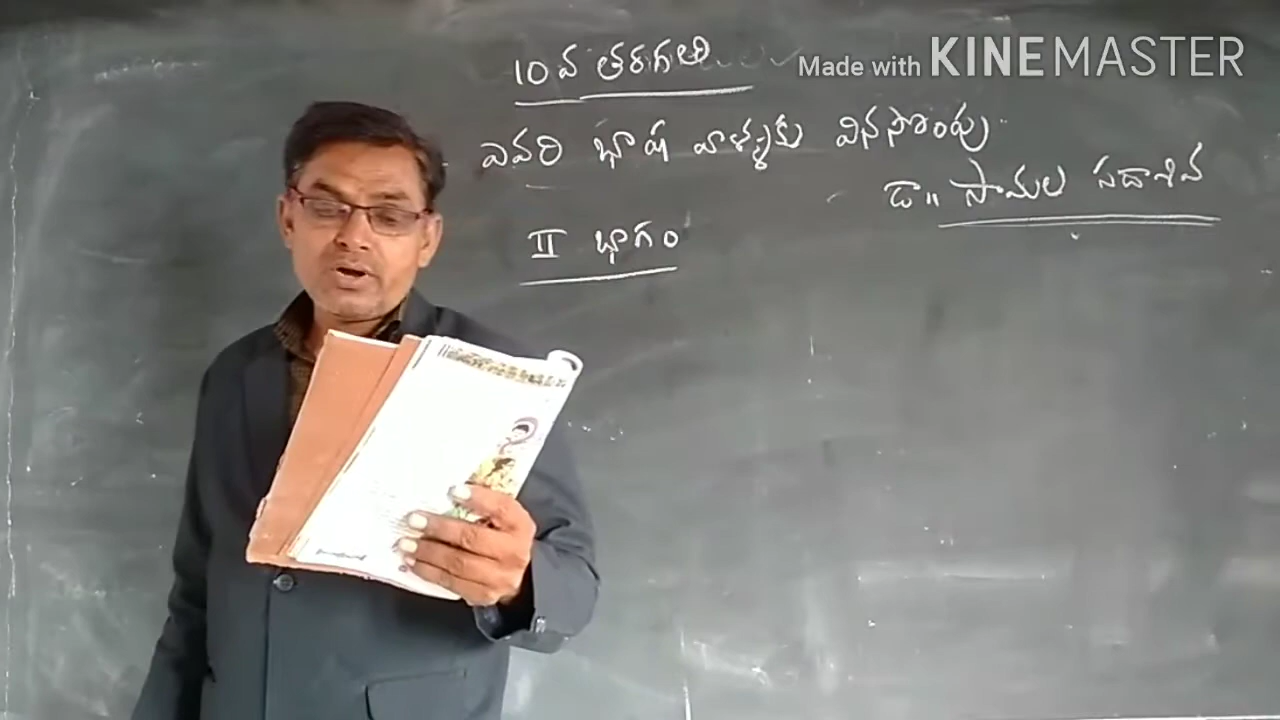 Made with KINEMASTER
10వ తరగతి
ఎవరి భాష వాళ్ళకు వినసొంపు
డా॥ సామల సదాశివ
II భాగం